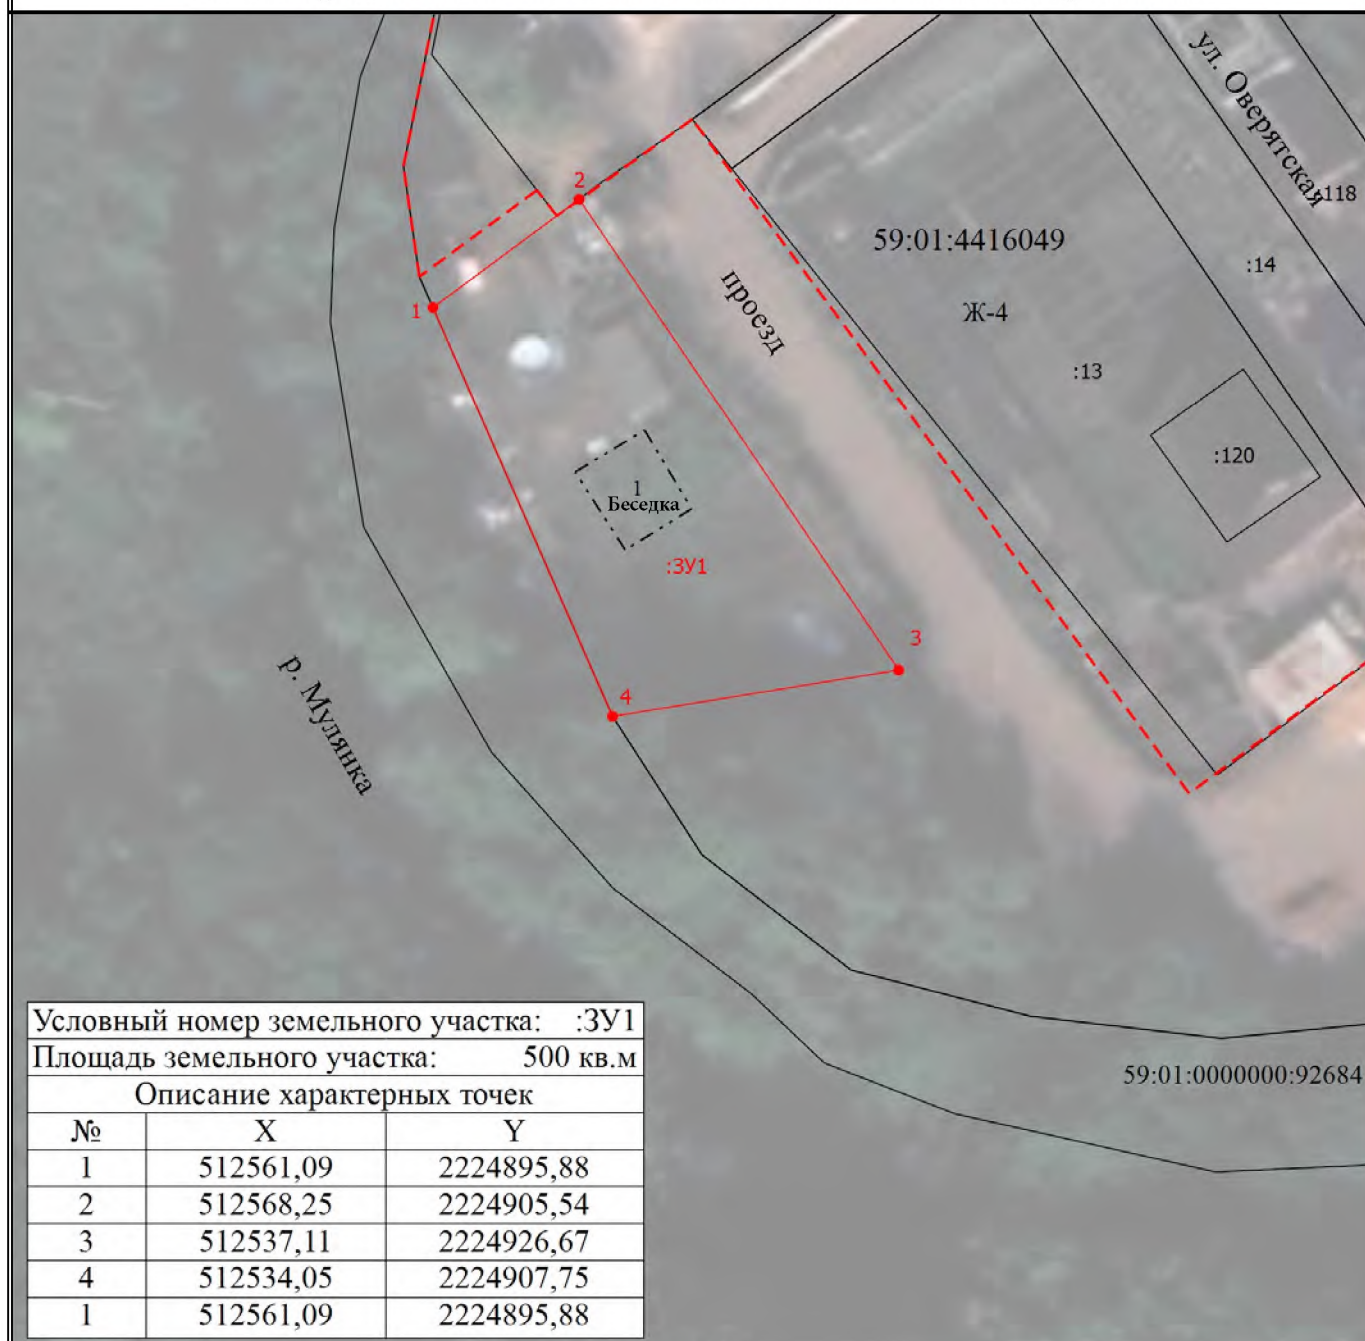 ул. Оверятская
:118
2
59:01:4416049
:14
проезд
1
Ж-4
:13
:120
1
Беседка
:ЗУ1
3
4
р. Мулянка
Условный номер земельного участка: :ЗУ1
Площадь земельного участка: 500 кв.м
Описание характерных точек
№ X Y
1 512561,09 2224895,88
2 512568,25 2224905,54
3 512537,11 2224926,67
4 512534,05 2224907,75
1 512561,09 2224895,88
59:01:0000000:92684